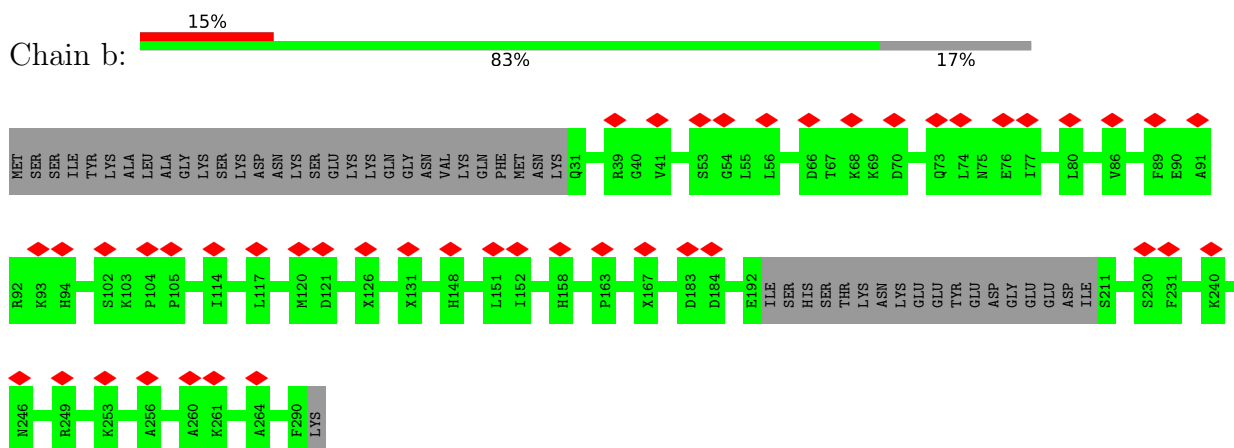 15%
Chain b:
83%
17%
MET SER SER ILE TYR LYS LYS ALA LEU ALA GLY LYS SER LYS ASP ASN LYS SER GLU LYS LYS GLN GLY ASN VAL LYS GLN PHE MET ASN LYS Q31 R39 G40 V41 S53 G54 L55 L56 D66 T67 K68 K69 D70 Q73 L74 N75 E76 I77 L80 V86 F89 E90 A91
R92 K93 H94 S102 K103 P104 P105 I114 L117 M120 D121 X126 X131 H148 L151 I152 H158 P163 X167 D183 D184 E192 ILE SER HIS SER THR LYS ASN LYS GLU GLU TYR GLU ASP GLY GLU GLU ASP ILE S211 S230 F231 K240
N246 R249 K253 A256 A260 K261 A264 F290 LYS